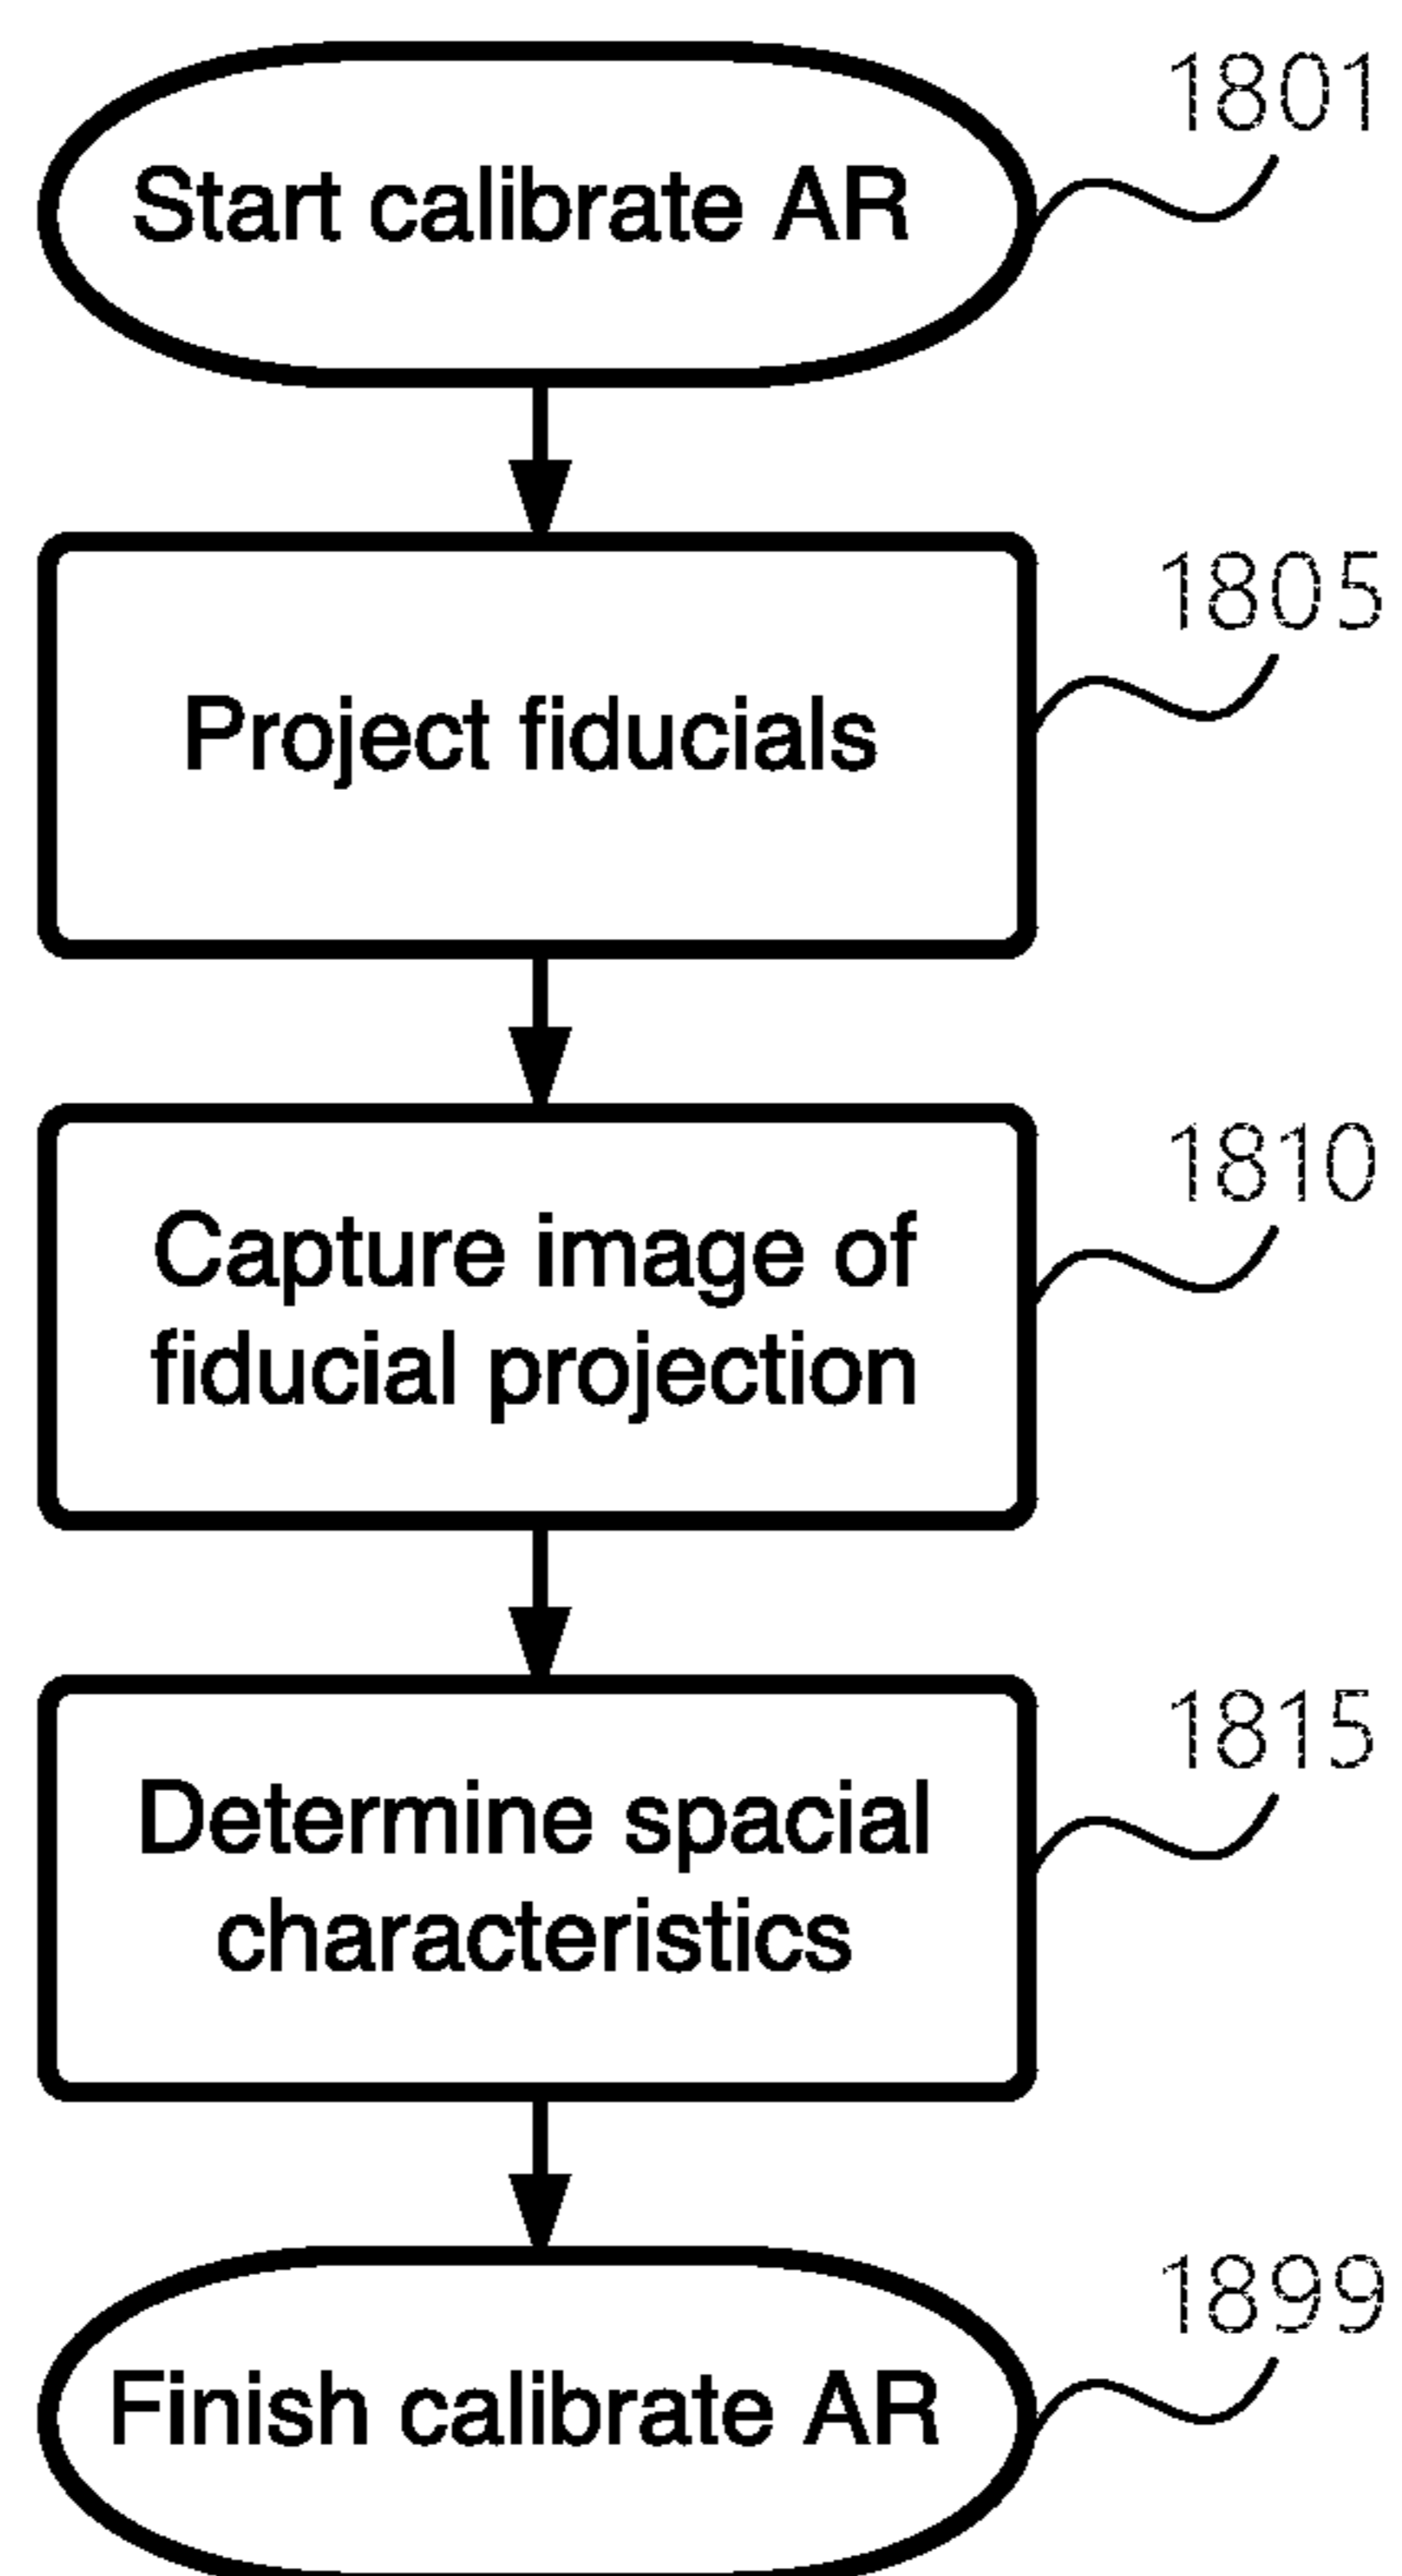 1801
Start calibrate AR
1805
Project fiducials
1810
Capture image of
fiducial projection
1815
Determine spacial
characteristics
1899
Finish calibrate AR